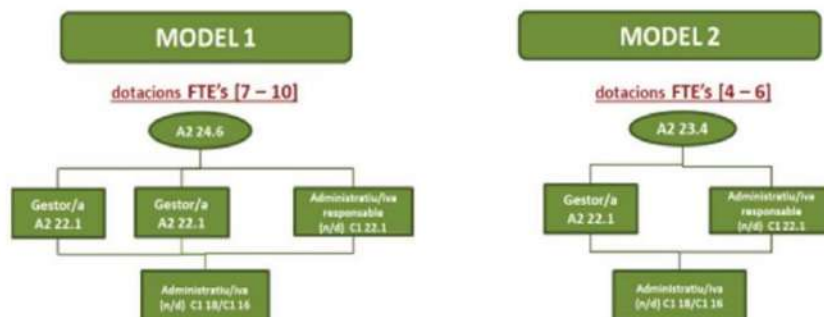 MODEL 1
dotacions FTE's [7 – 10]
A2 24.6
Gestor/a
A2 22.1
Gestor/a
A2 22.1
Administratiu/iva
responsable
(n/d) C1 22.1
Administratiu/iva
(n/d) C1 18/C1 16
MODEL 2
dotacions FTE's [4 – 6]
A2 23.4
Gestor/a
A2 22.1
Administratiu/iva
responsable
(n/d) C1 22.1
Administratiu/iva
(n/d) C1 18/C1 16